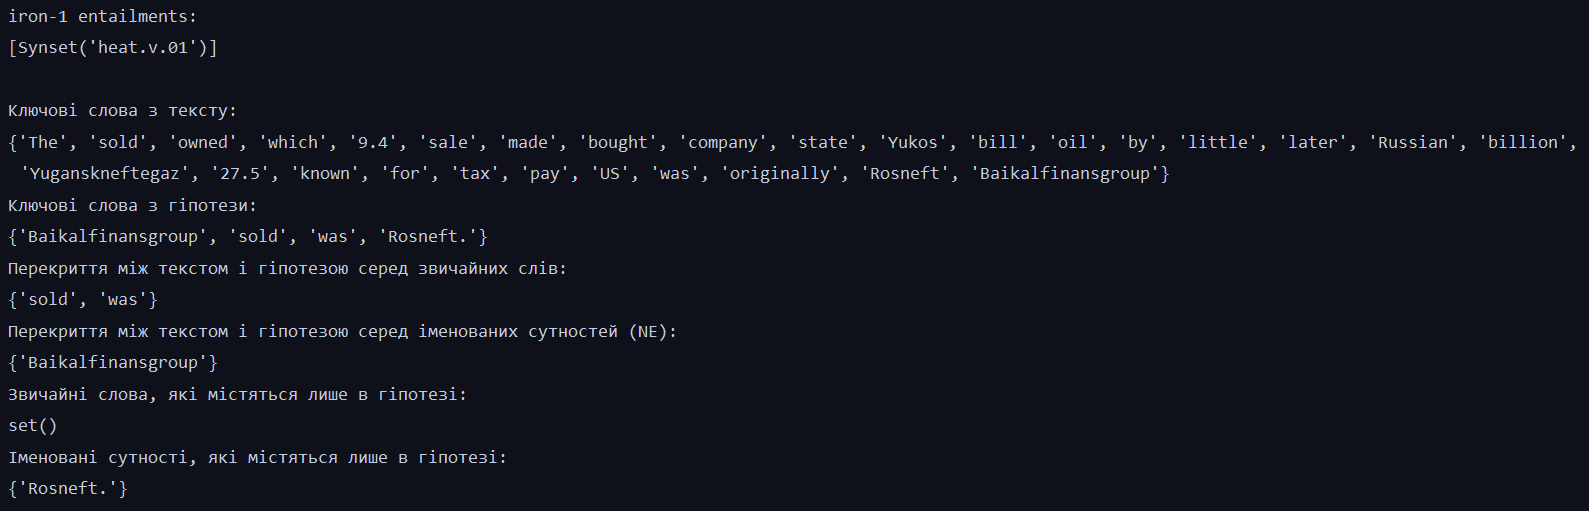 iron-1 entailments:
[Synset('heat.v.01')]
Ключові слова з тексту:
{'The', 'sold', 'owned', 'which', '9.4', 'sale', 'made', 'bought', 'company', 'state', 'Yukos', 'bill', 'oil', 'by', 'little', 'later', 'Russian', 'billion',
'Yuganskneftegaz', '27.5', 'known', 'for', 'tax', 'pay', 'US', 'was', 'originally', 'Rosneft', 'Baikalfinansgroup'}
Ключові слова з гіпотези:
{'Baikalfinansgroup', 'sold', 'was', 'Rosneft.'}
Перекриття між текстом і гіпотезою серед звичайних слів:
{'sold', 'was'}
Перекриття між текстом і гіпотезою серед іменованих сутностей (NE):
{'Baikalfinansgroup'}
Звичайні слова, які містяться лише в гіпотезі:
set()
Іменовані сутності, які містяться лише в гіпотезі:
{'Rosneft.'}